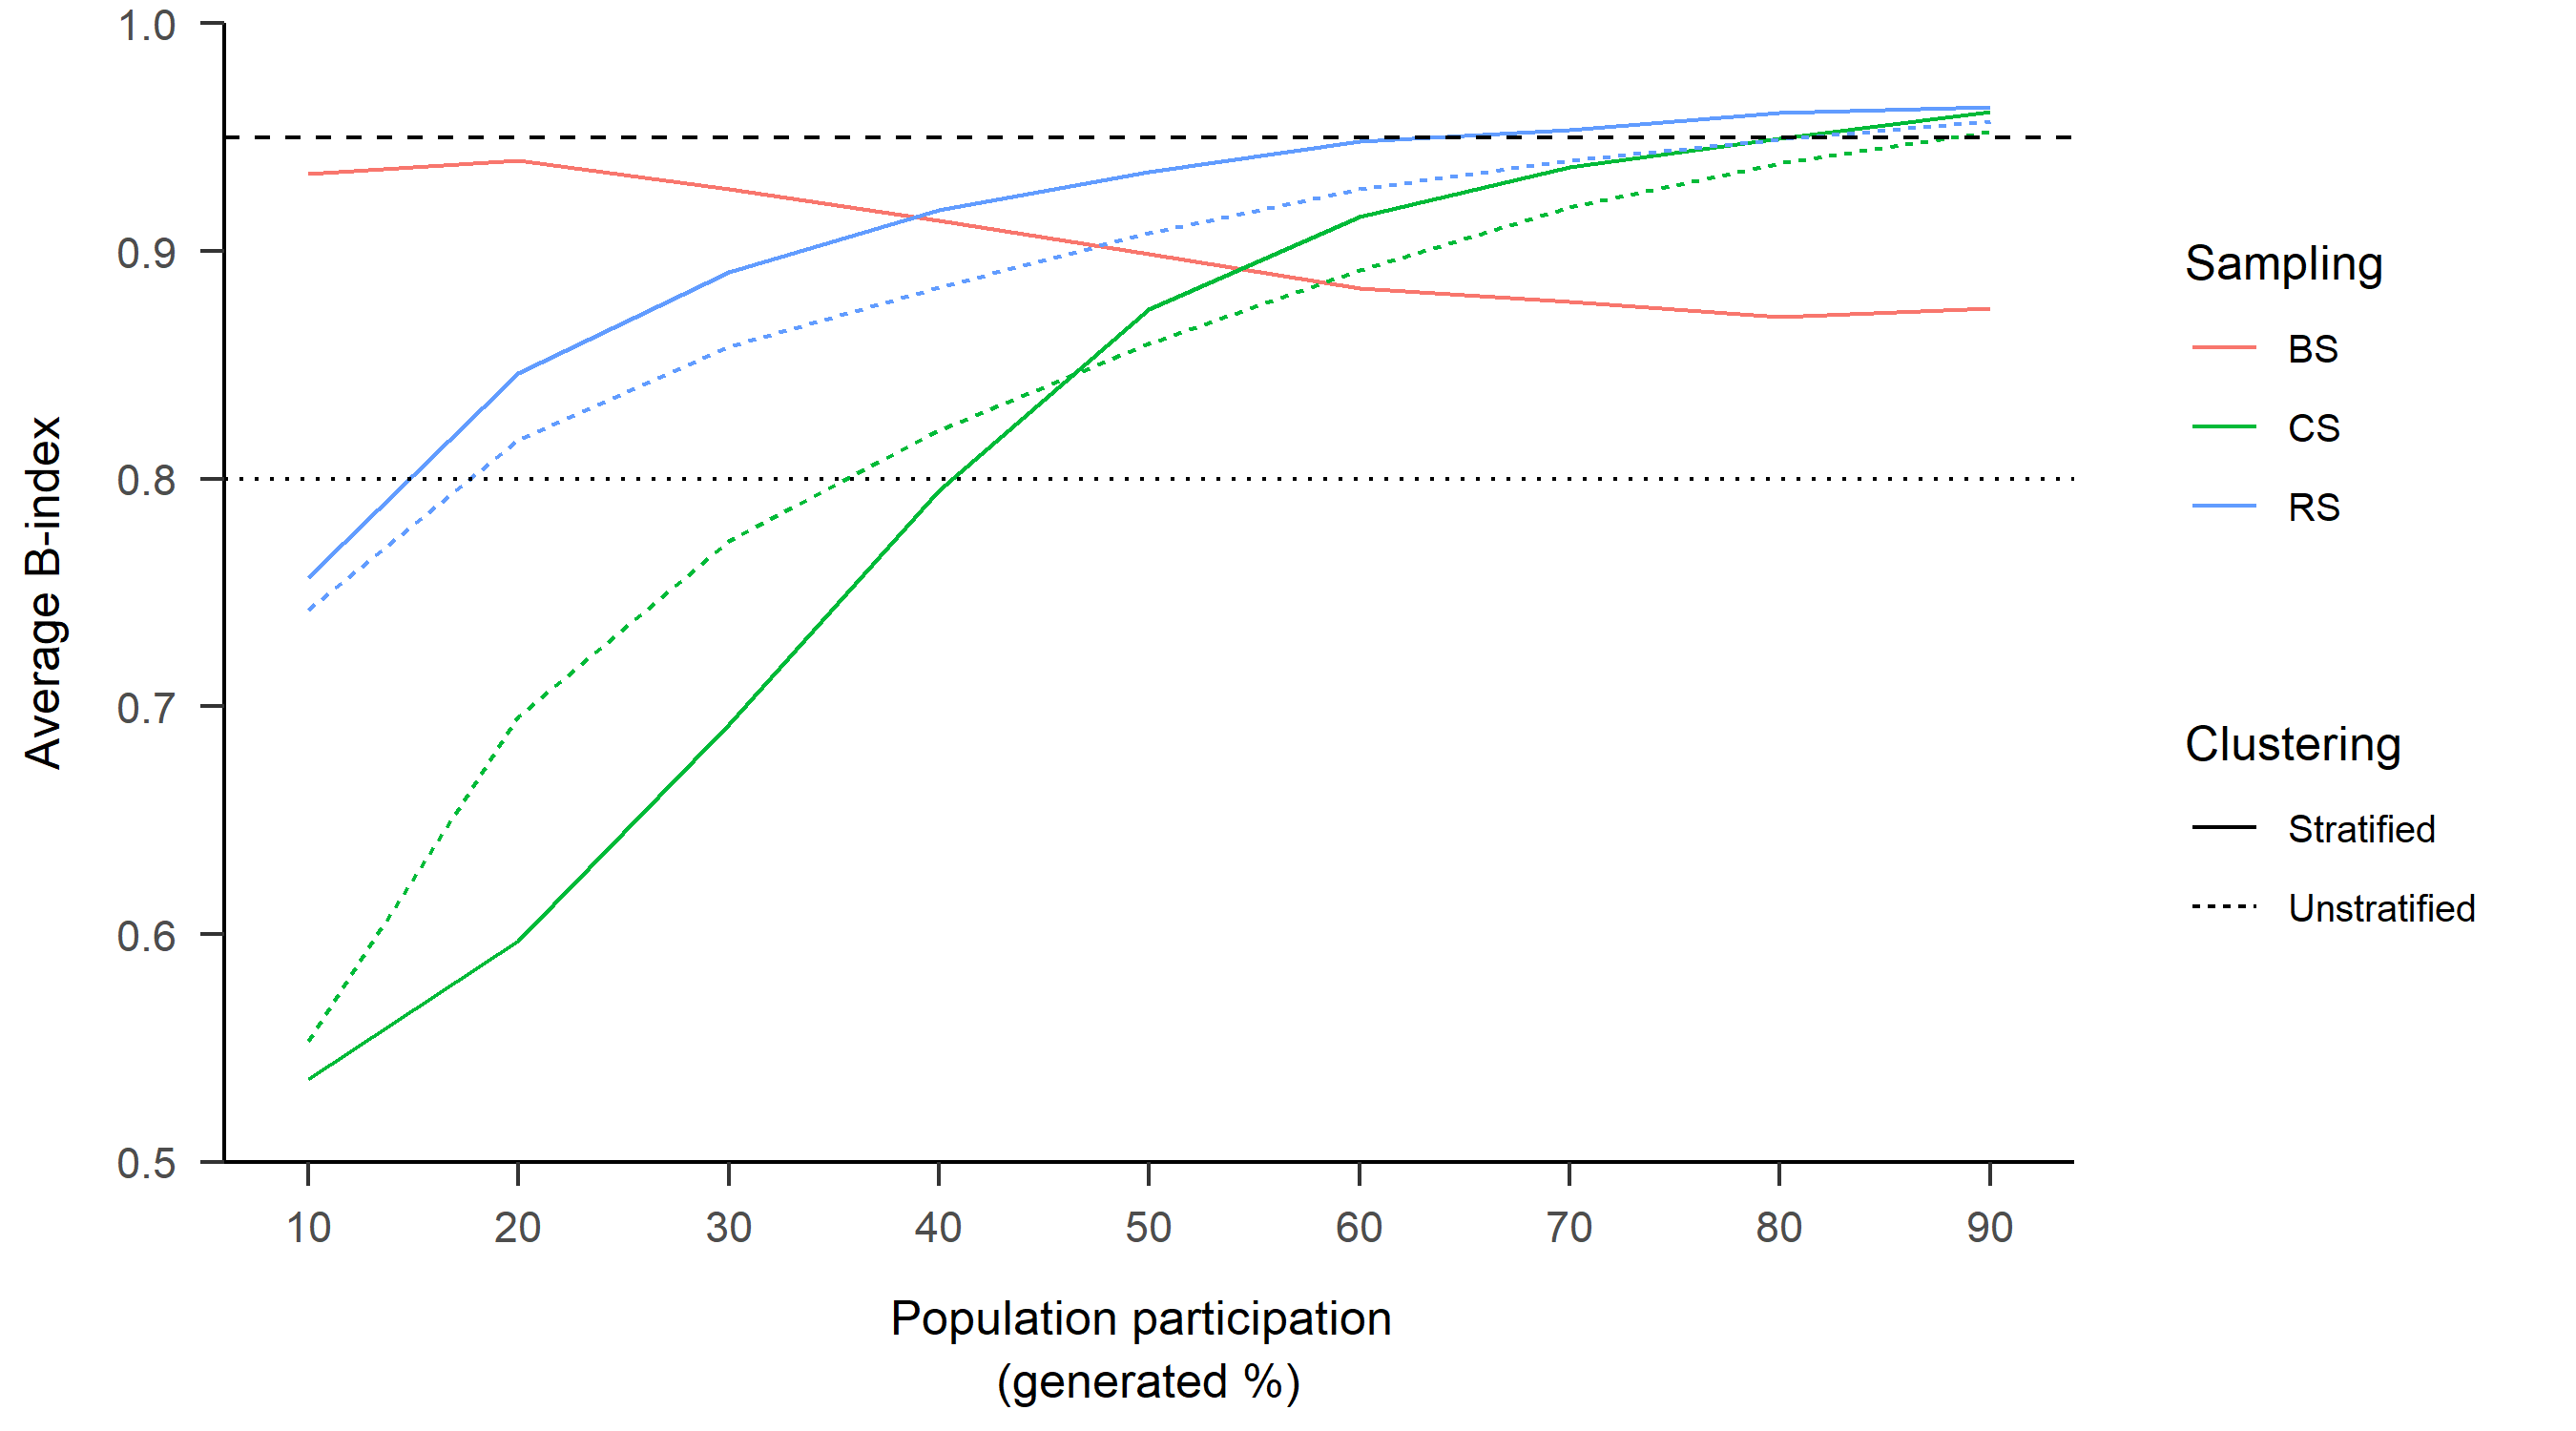 1.0
0.9
0.8
0.7
0.6
0.5
Average B-index
10 20 30 40 50 60 70 80 90
Population participation
(generated %)
Sampling
BS
CS
RS
Clustering
Stratified
Unstratified